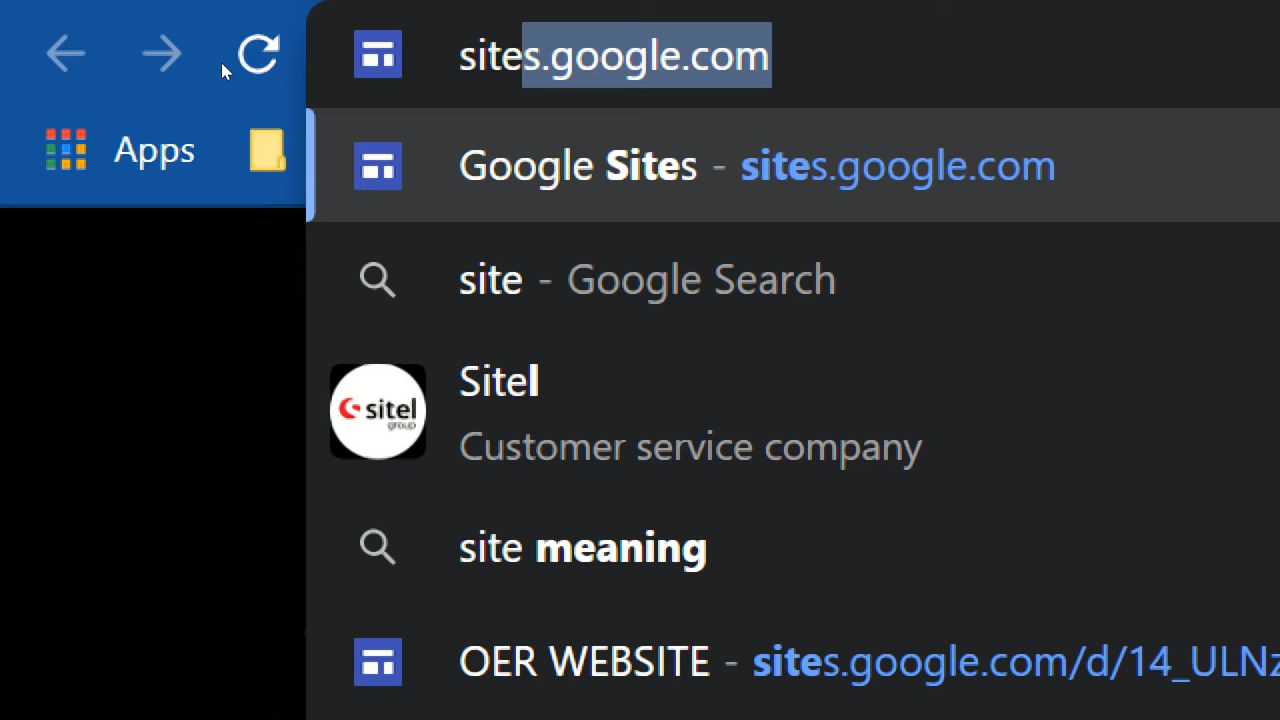 sites.google.com
Apps
Google Sites - sites.google.com
site - Google Search
Sitel
sitel
group
Customer service company
site meaning
OER WEBSITE - sites.google.com/d/14_ULNz